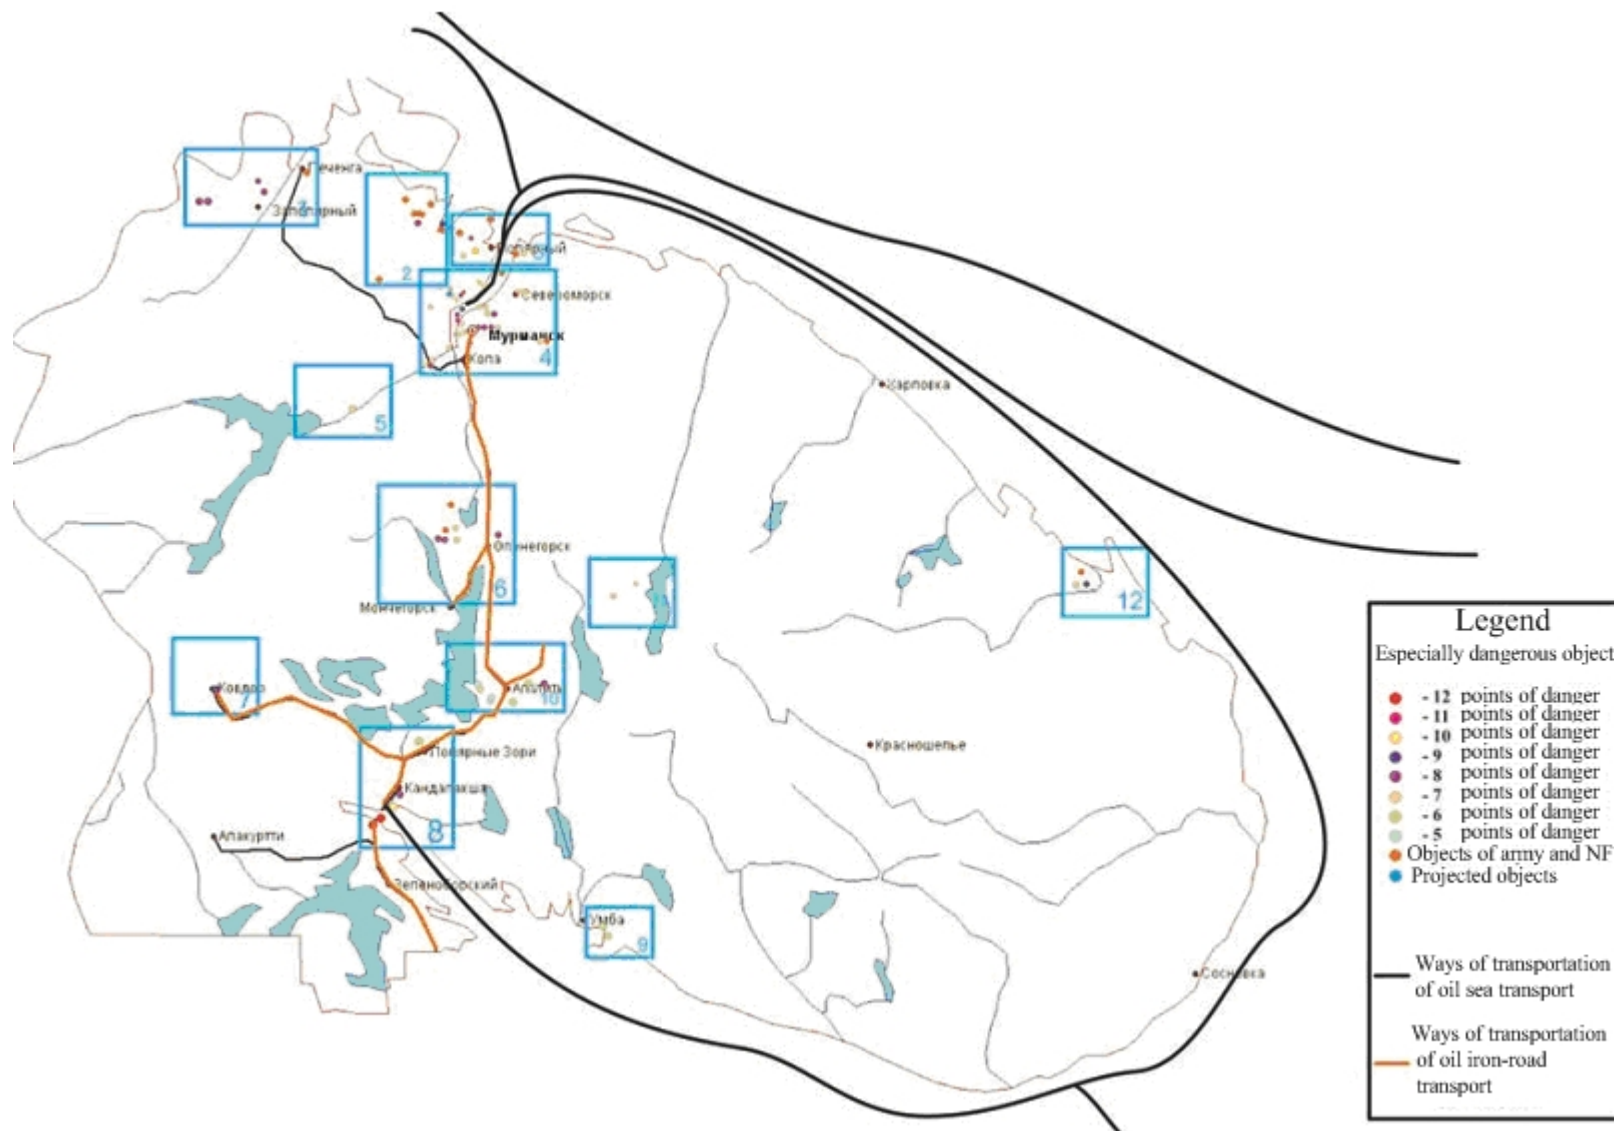 Печенга
Заполярный
2
Полярный
Североморск
Мурманск
4
Кола
5
Карповка
6
Оленегорск
Мончегорск
12
Ковдор
7
Апатиты
10
Полярные Зори
Кандалакша
8
Алакуртти
Зеленоборский
Красношелье
Умба
9
Сосновка
Legend
Especially dangerous object
- 12 points of danger
- 11 points of danger
- 10 points of danger
- 9 points of danger
- 8 points of danger
- 7 points of danger
- 6 points of danger
- 5 points of danger
Objects of army and NF
Projected objects
Ways of transportation
of oil sea transport
Ways of transportation
of oil iron-road
transport